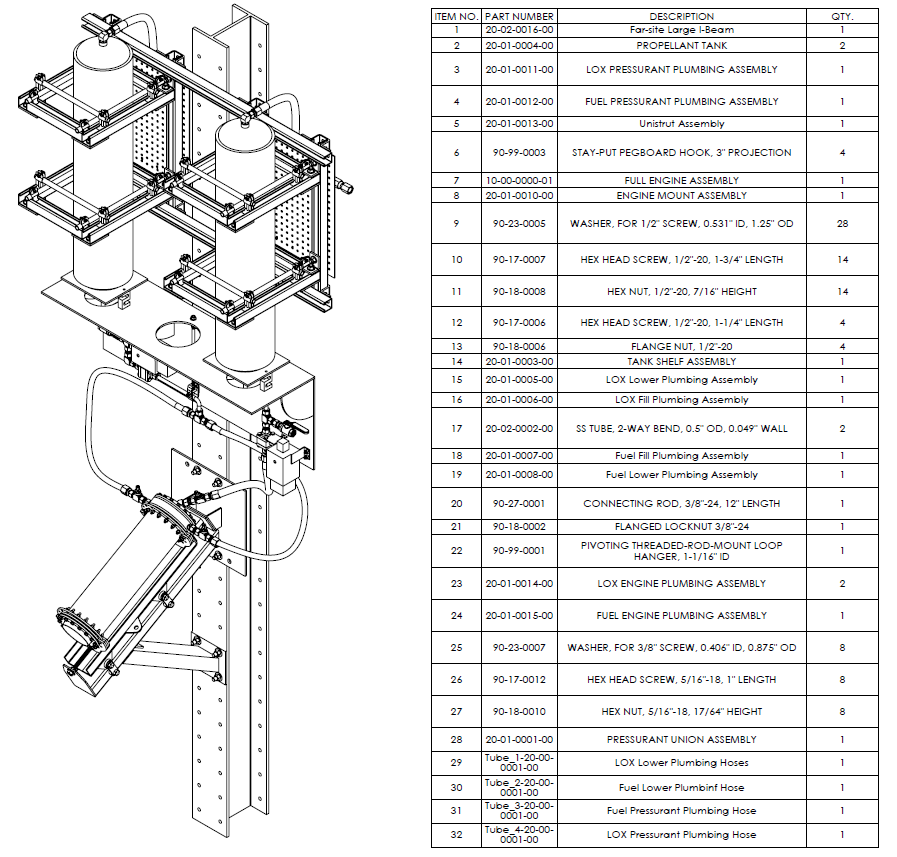 ITEM NO. PART NUMBER DESCRIPTION QTY.
1 20-02-0016-00 Far-site Large I-Beam 1
2 20-01-0004-00 PROPELLANT TANK 2
3 20-01-0011-00 LOX PRESSURANT PLUMBING ASSEMBLY 1
4 20-01-0012-00 FUEL PRESSURANT PLUMBING ASSEMBLY 1
5 20-01-0013-00 Unistrut Assembly 1
6 90-99-0003 STAY-PUT PEGBOARD HOOK, 3" PROJECTION 4
7 10-00-0000-01 FULL ENGINE ASSEMBLY 1
8 20-01-0010-00 ENGINE MOUNT ASSEMBLY 1
9 90-23-0005 WASHER, FOR 1/2" SCREW, 0.531" ID, 1.25" OD 28
10 90-17-0007 HEX HEAD SCREW, 1/2"-20, 1-3/4" LENGTH 14
11 90-18-0008 HEX NUT, 1/2"-20, 7/16" HEIGHT 14
12 90-17-0006 HEX HEAD SCREW, 1/2"-20, 1-1/4" LENGTH 4
13 90-18-0006 FLANGE NUT, 1/2"-20 4
14 20-01-0003-00 TANK SHELF ASSEMBLY 1
15 20-01-0005-00 LOX Lower Plumbing Assembly 1
16 20-01-0006-00 LOX Fill Plumbing Assembly 1
17 20-02-0002-00 SS TUBE, 2-WAY BEND, 0.5" OD, 0.049" WALL 2
18 20-01-0007-00 Fuel Fill Plumbing Assembly 1
19 20-01-0008-00 Fuel Lower Plumbing Assembly 1
20 90-27-0001 CONNECTING ROD, 3/8"-24, 12" LENGTH 1
21 90-18-0002 FLANGED LOCKNUT 3/8"-24 1
22 90-99-0001 PIVOTING THREADED-ROD-MOUNT LOOP
HANGER, 1-1/16" ID 1
23 20-01-0014-00 LOX ENGINE PLUMBING ASSEMBLY 2
24 20-01-0015-00 FUEL ENGINE PLUMBING ASSEMBLY 1
25 90-23-0007 WASHER, FOR 3/8" SCREW, 0.406" ID, 0.875" OD 8
26 90-17-0012 HEX HEAD SCREW, 5/16"-18, 1" LENGTH 8
27 90-18-0010 HEX NUT, 5/16"-18, 17/64" HEIGHT 8
28 20-01-0001-00 PRESSURANT UNION ASSEMBLY 1
29 Tube_1-20-00-
0001-00 LOX Lower Plumbing Hoses 1
30 Tube_2-20-00-
0001-00 Fuel Lower Plumbinf Hose 1
31 Tube_3-20-00-
0001-00 Fuel Pressurant Plumbing Hose 1
32 Tube_4-20-00-
0001-00 LOX Pressurant Plumbing Hose 1